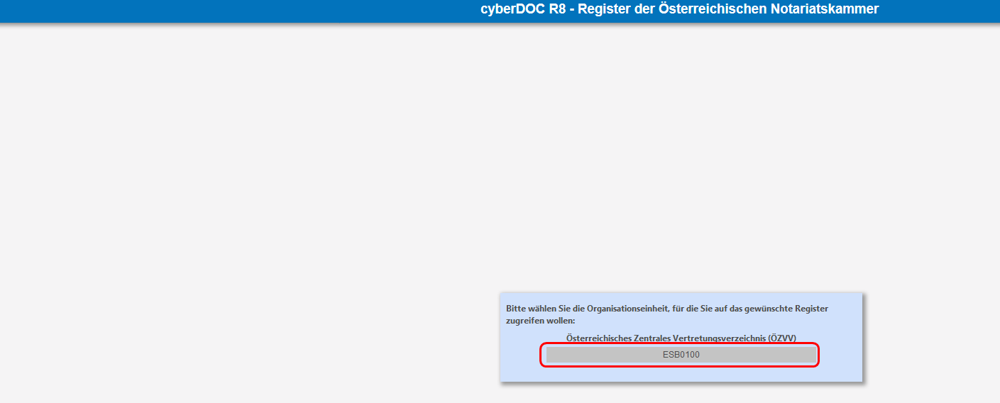 cyberDOC R8 - Register der Österreichischen Notariatskammer
Bitte wählen Sie die Organisationseinheit, für die Sie auf das gewünschte Register
zugreifen wollen:
Österreichisches Zentrales Vertretungsverzeichnis (ÖZVV)
ESB0100